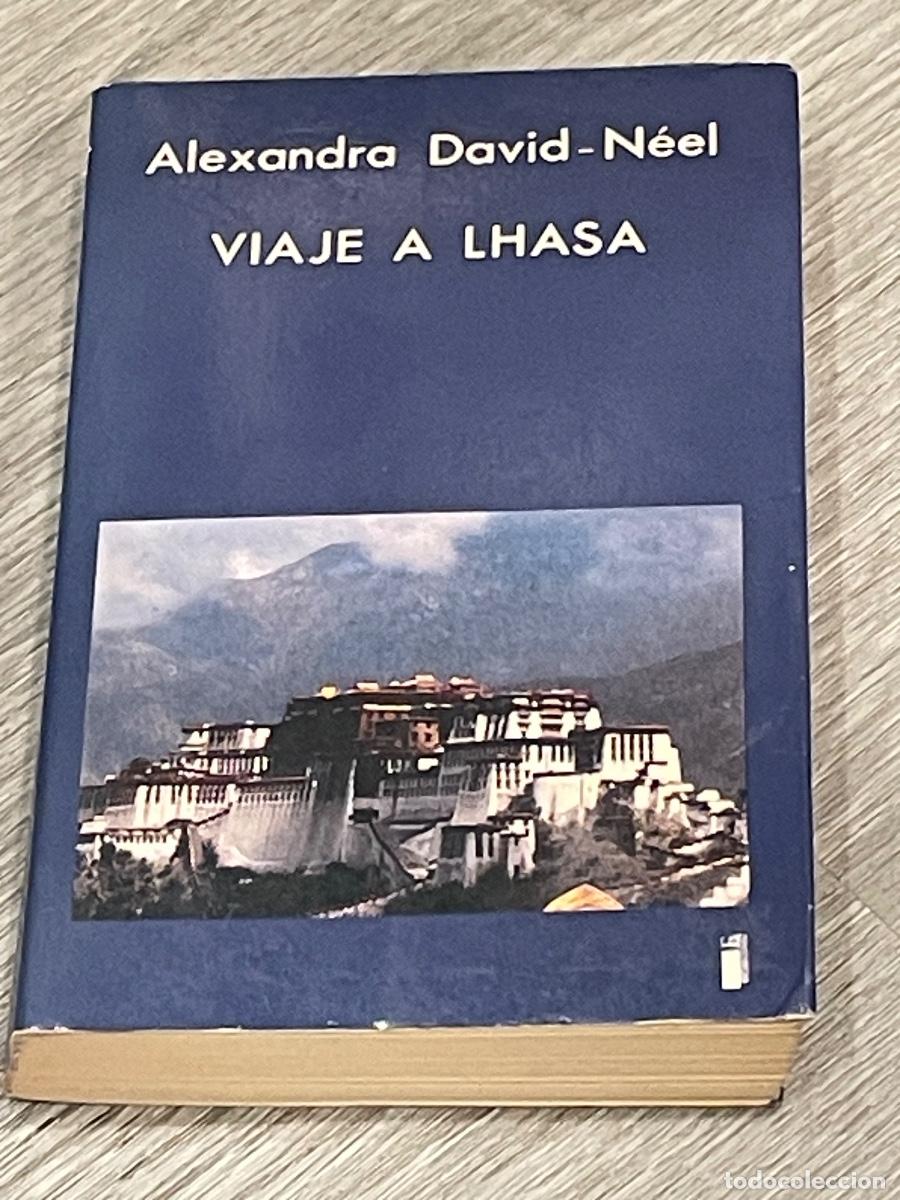 Alexandra David-Néel
VIAJE A LHASA
todocoleccion